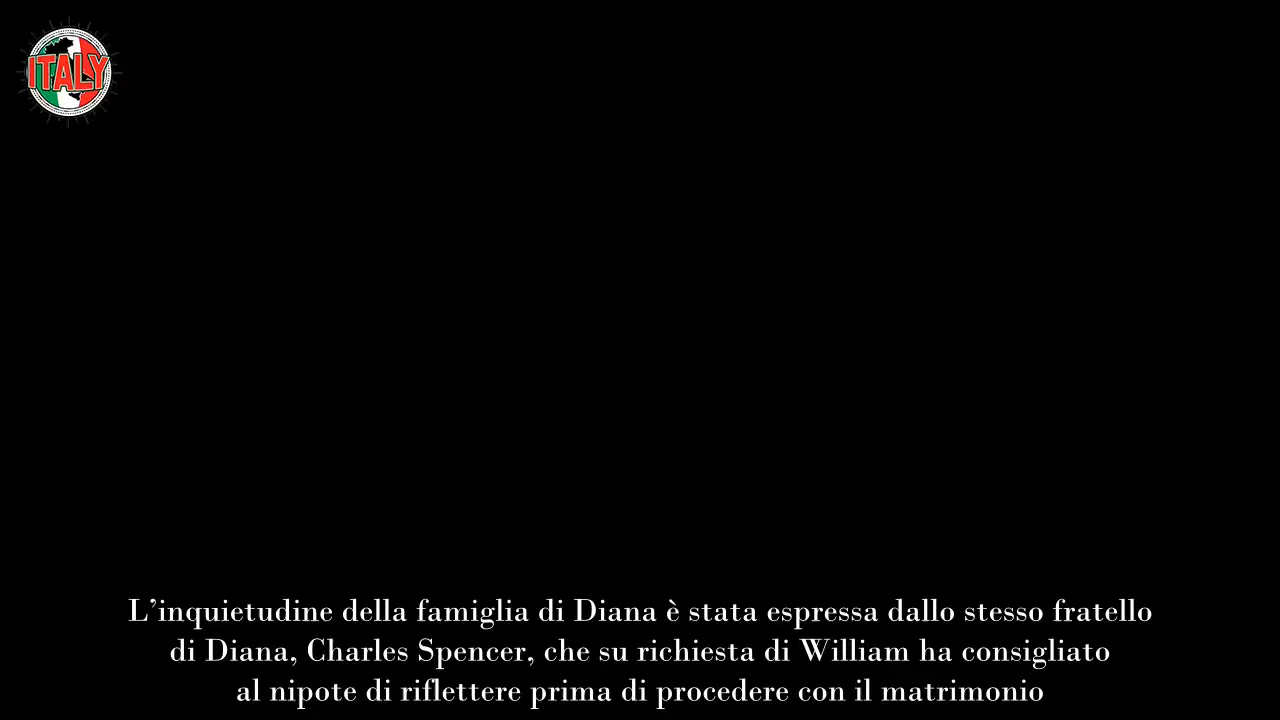 ITALY
L’inquietudine della famiglia di Diana è stata espressa dallo stesso fratello
di Diana, Charles Spencer, che su richiesta di William ha consigliato
al nipote di riflettere prima di procedere con il matrimonio